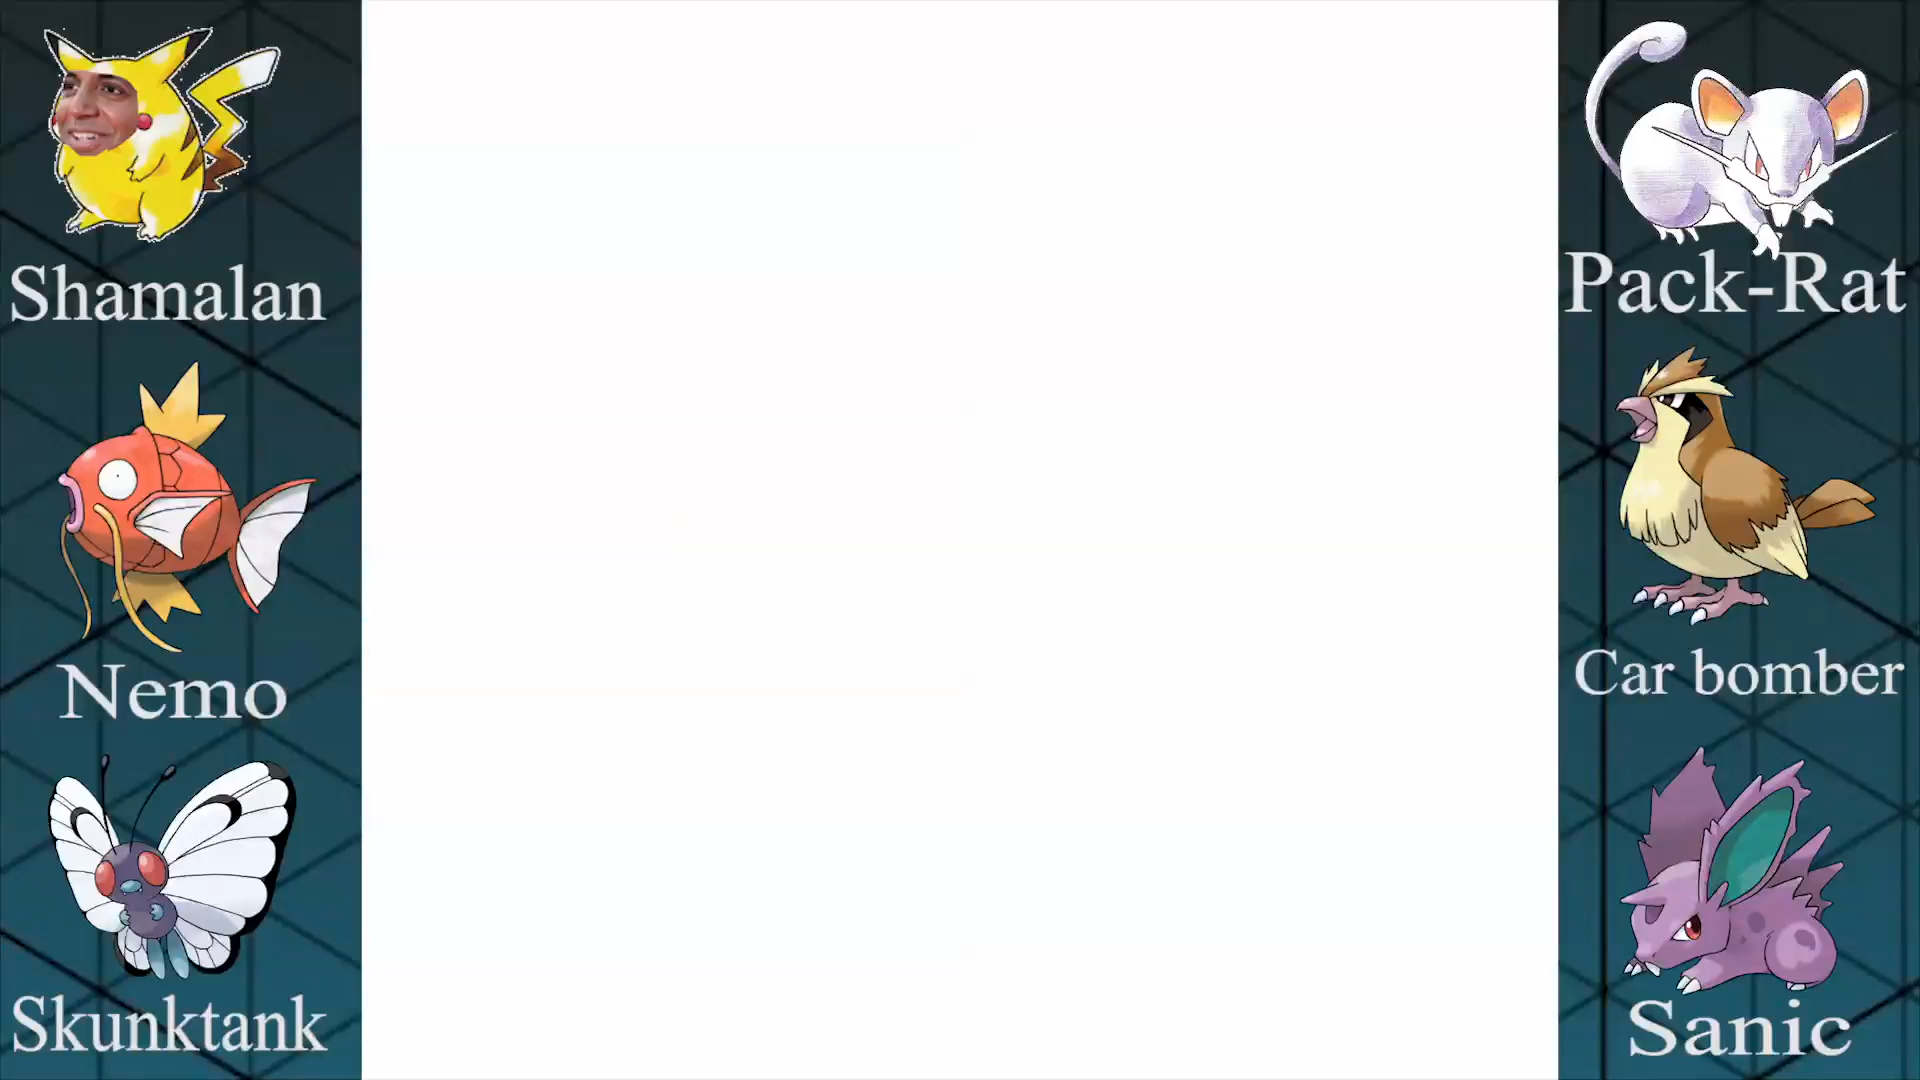 Shamalan
Nemo
Skunktank
Pack-Rat
Car bomber
Sanic